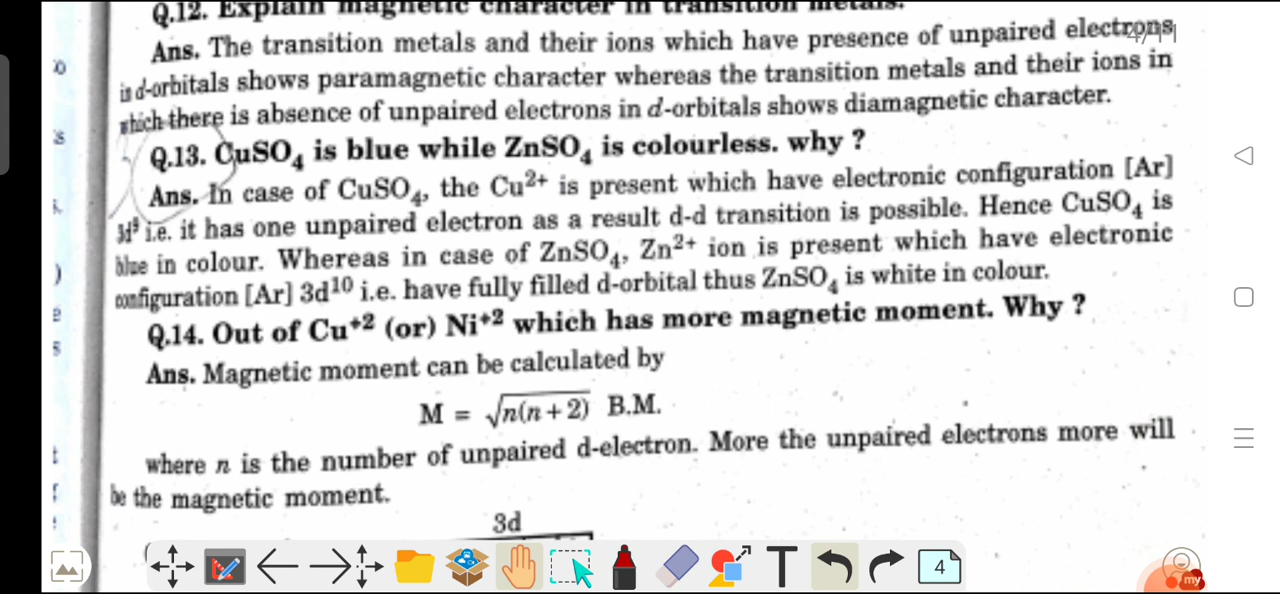 Q.12. Explain magnetic character in transition metals.
Ans. The transition metals and their ions which have presence of unpaired electrons
in d-orbitals shows paramagnetic character whereas the transition metals and their ions in
which there is absence of unpaired electrons in d-orbitals shows diamagnetic character.
Q.13. CuSO₄ is blue while ZnSO₄ is colourless. why ?
Ans. In case of CuSO₄, the Cu²⁺ is present which have electronic configuration [Ar]
3d⁹ i.e. it has one unpaired electron as a result d-d transition is possible. Hence CuSO₄ is
blue in colour. Whereas in case of ZnSO₄, Zn²⁺ ion is present which have electronic
configuration [Ar] 3d¹⁰ i.e. have fully filled d-orbital thus ZnSO₄ is white in colour.
Q.14. Out of Cu⁺² (or) Ni⁺² which has more magnetic moment. Why ?
Ans. Magnetic moment can be calculated by
M = √n(n + 2) B.M.
where n is the number of unpaired d-electron. More the unpaired electrons more will
be the magnetic moment.
3d
T
4
my